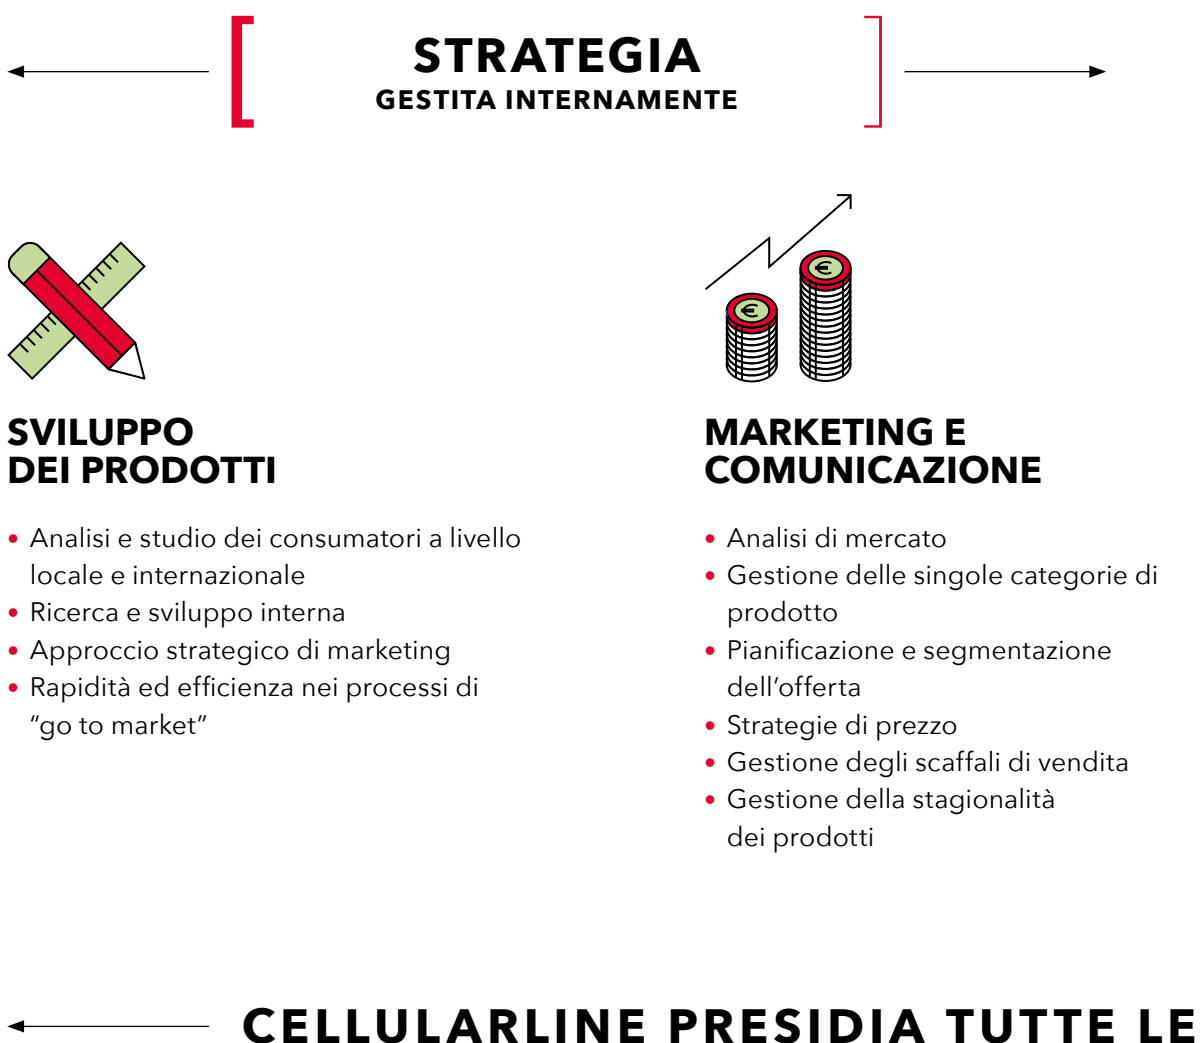 STRATEGIA
GESTITA INTERNAMENTE
SVILUPPO
DEI PRODOTTI
• Analisi e studio dei consumatori a livello
locale e internazionale
• Ricerca e sviluppo interna
• Approccio strategico di marketing
• Rapidità ed efficienza nei processi di
“go to market”
MARKETING E
COMUNICAZIONE
• Analisi di mercato
• Gestione delle singole categorie di
prodotto
• Pianificazione e segmentazione
dell’offerta
• Strategie di prezzo
• Gestione degli scaffali di vendita
• Gestione della stagionalità
dei prodotti
CELLULARLINE PRESIDIA TUTTE LE